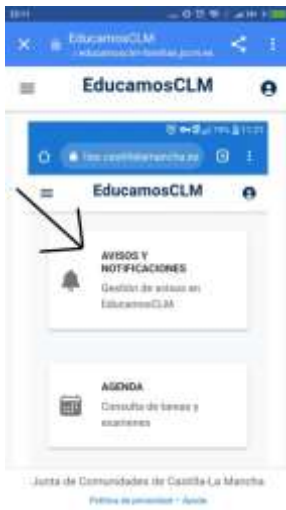 EducamosCLM
EducamosCLM
EducamosCLM
AVISOS Y
NOTIFICACIONES
Gestión de avisos en
EducamosCLM
AGENDA
Consulta de tareas y
examenes
Junta de Comunidades de Castilla-La Mancha
Política de privacidad - Ayuda